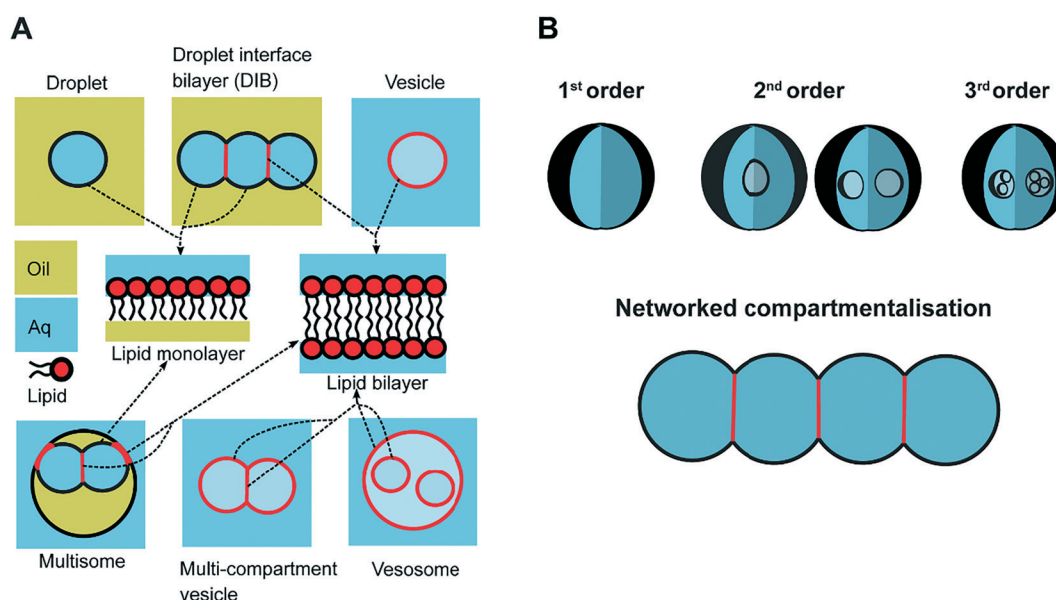 A
Droplet
Droplet interface
bilayer (DIB)
Vesicle
Oil
Aq
Lipid
Lipid monolayer
Lipid bilayer
Multisome
Multi-compartment
vesicle
Vesosome
B
1st order
2nd order
3rd order
Networked compartmentalisation